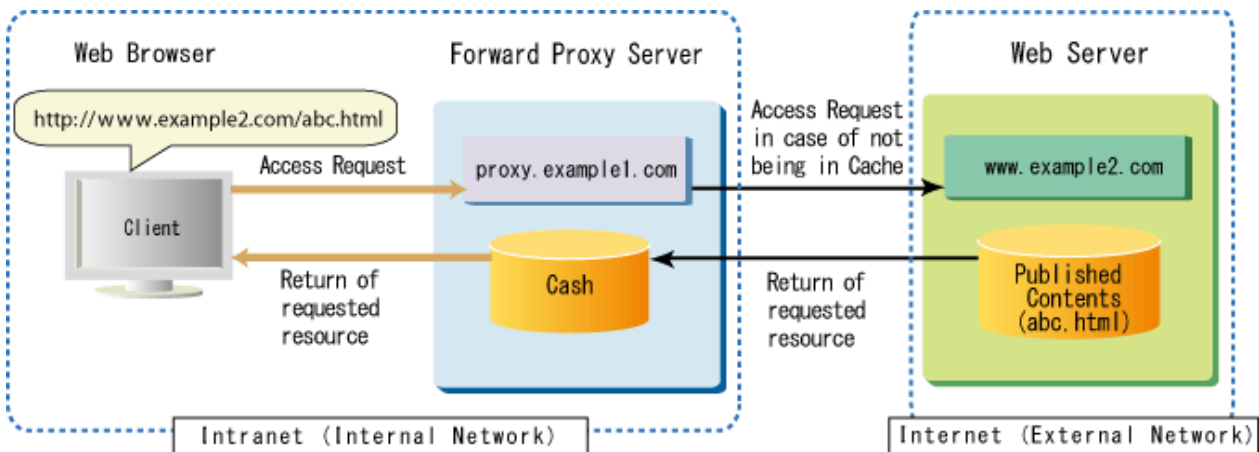 Web Browser
Forward Proxy Server
Web Server
http://www.example2.com/abc.html
Access Request
proxy.example1.com
Access Request
in case of not
being in Cache
www.example2.com
Client
Return of
requested
resource
Cash
Return of
requested
resource
Published
Contents
(abc.html)
Intranet (Internal Network)
Internet (External Network)